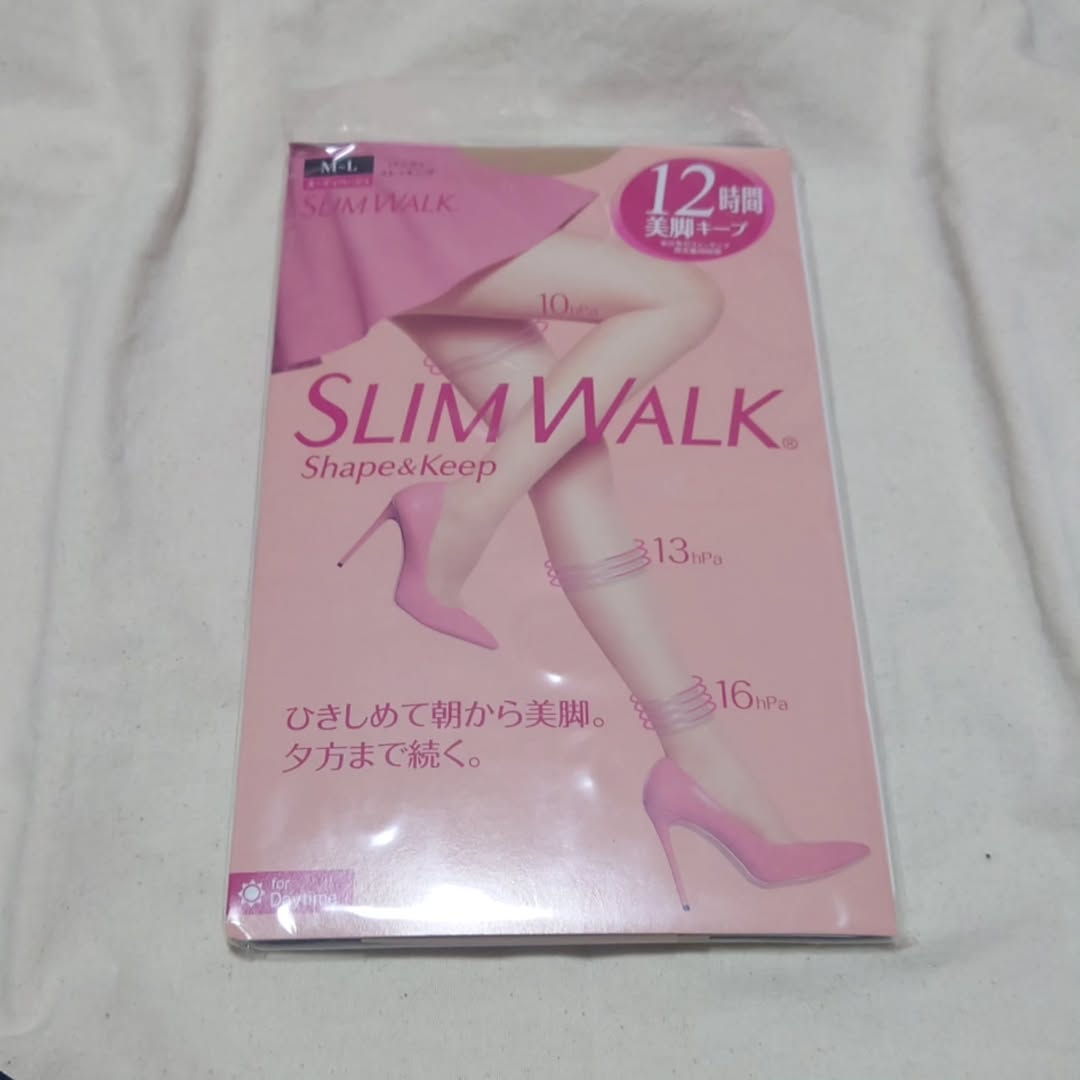 M-L
SLIM WALK
12時間
美脚キープ
10hPa
SLIM WALK®
Shape&Keep
13hPa
16hPa
ひきしめて朝から美脚。
夕方まで続く。
for
Daytime